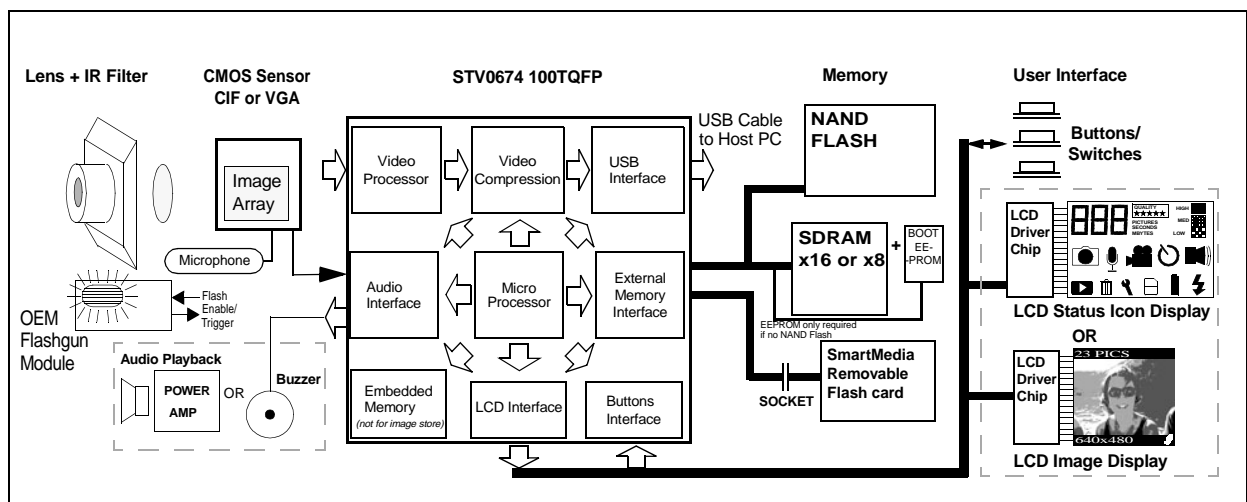 Lens + IR Filter
CMOS Sensor
CIF or VGA
STV0674 100TQFP
Memory
User Interface
Image
Array
Microphone
OEM
Flashgun
Module
Flash
Enable/
Trigger
Audio Playback
POWER
AMP
OR
Buzzer
Video
Processor
Video
Compression
USB
Interface
Audio
Interface
Micro
Processor
External
Memory
Interface
Embedded
Memory
(not for image store)
LCD Interface
Buttons
Interface
USB Cable
to Host PC
NAND
FLASH
SDRAM
x16 or x8
+
BOOT
EE-
-PROM
EEPROM only required
if no NAND Flash
SOCKET
SmartMedia
Removable
Flash card
Buttons/
Switches
LCD
Driver
Chip
888
QUALITY
★★★★★
PICTURES
SECONDS
MBYTES
HIGH
MED
LOW
LCD Status Icon Display
OR
LCD
Driver
Chip
23 PICS
640x480
LCD Image Display